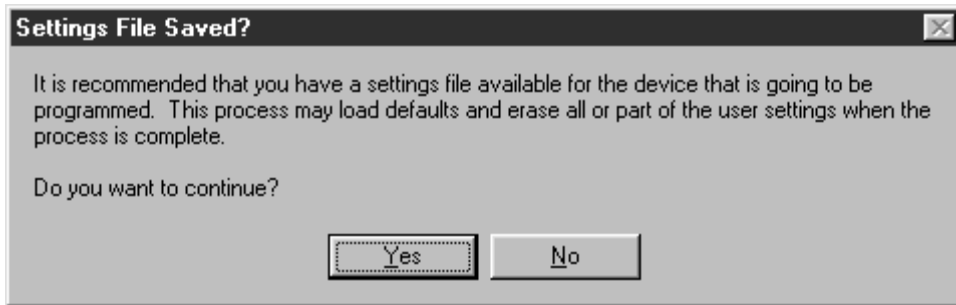 Settings File Saved?
It is recommended that you have a settings file available for the device that is going to be
programmed.  This process may load defaults and erase all or part of the user settings when the
process is complete.
Do you want to continue?
Yes
No